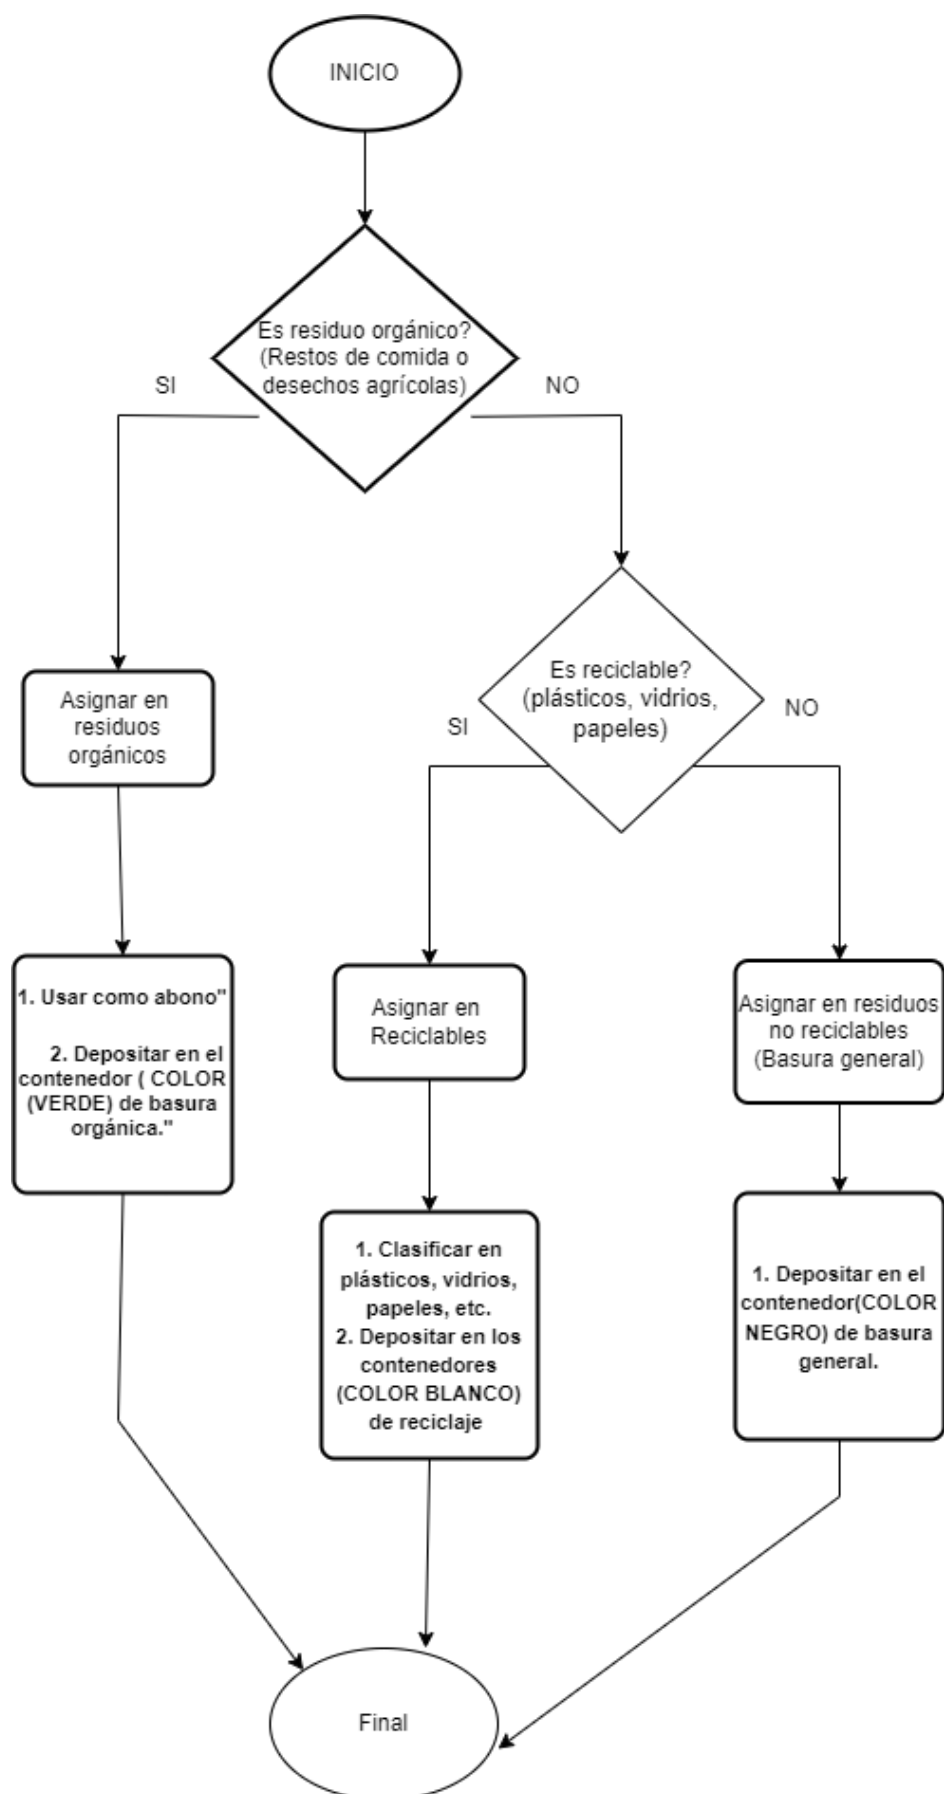 INICIO
Es residuo orgánico?
(Restos de comida o
desechos agrícolas)
SI
NO
Es reciclable?
(plásticos, vidrios,
papeles)
SI
NO
Asignar en
residuos
orgánicos
1. Usar como abono"
2. Depositar en el
contenedor ( COLOR
(VERDE) de basura
orgánica."
Asignar en
Reciclables
Asignar en residuos
no reciclables
(Basura general)
1. Clasificar en
plásticos, vidrios,
papeles, etc.
2. Depositar en los
contenedores
(COLOR BLANCO)
de reciclaje
1. Depositar en el
contenedor(COLOR
NEGRO) de basura
general.
Final